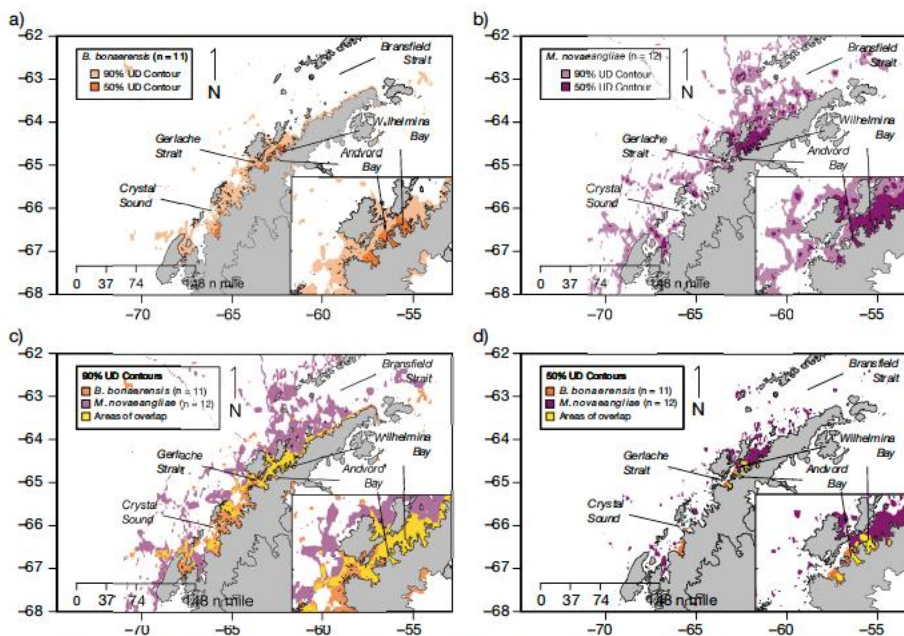 a)
−62
−63
−64
−65
−66
−67
−68
B. bonaerensis (n = 11)
90% UD Contour
50% UD Contour
N
Bransfield
Strait
Wilhelmina
Bay
Gerlache
Strait
Andvord
Bay
Crystal
Sound
0 37 74 148 n mile
−70 −65 −60 −55
b)
−62
−63
−64
−65
−66
−67
−68
M. novaeangliae (n = 12)
90% UD Contour
50% UD Contour
N
Bransfield
Strait
Wilhelmina
Bay
Gerlache
Strait
Andvord
Bay
Crystal
Sound
0 37 74 148 n mile
−70 −65 −60 −55
c)
−62
−63
−64
−65
−66
−67
−68
90% UD Contours
B. bonaerensis (n = 11)
M. novaeangliae (n = 12)
Areas of overlap
N
Bransfield
Strait
Wilhelmina
Bay
Gerlache
Strait
Andvord
Bay
Crystal
Sound
0 37 74 148 n mile
−70 −65 −60 −55
d)
−62
−63
−64
−65
−66
−67
−68
50% UD Contours
B. bonaerensis (n = 11)
M. novaeangliae (n = 12)
Areas of overlap
N
Bransfield
Strait
Wilhelmina
Bay
Gerlache
Strait
Andvord
Bay
Crystal
Sound
0 37 74 148 n mile
−70 −65 −60 −55